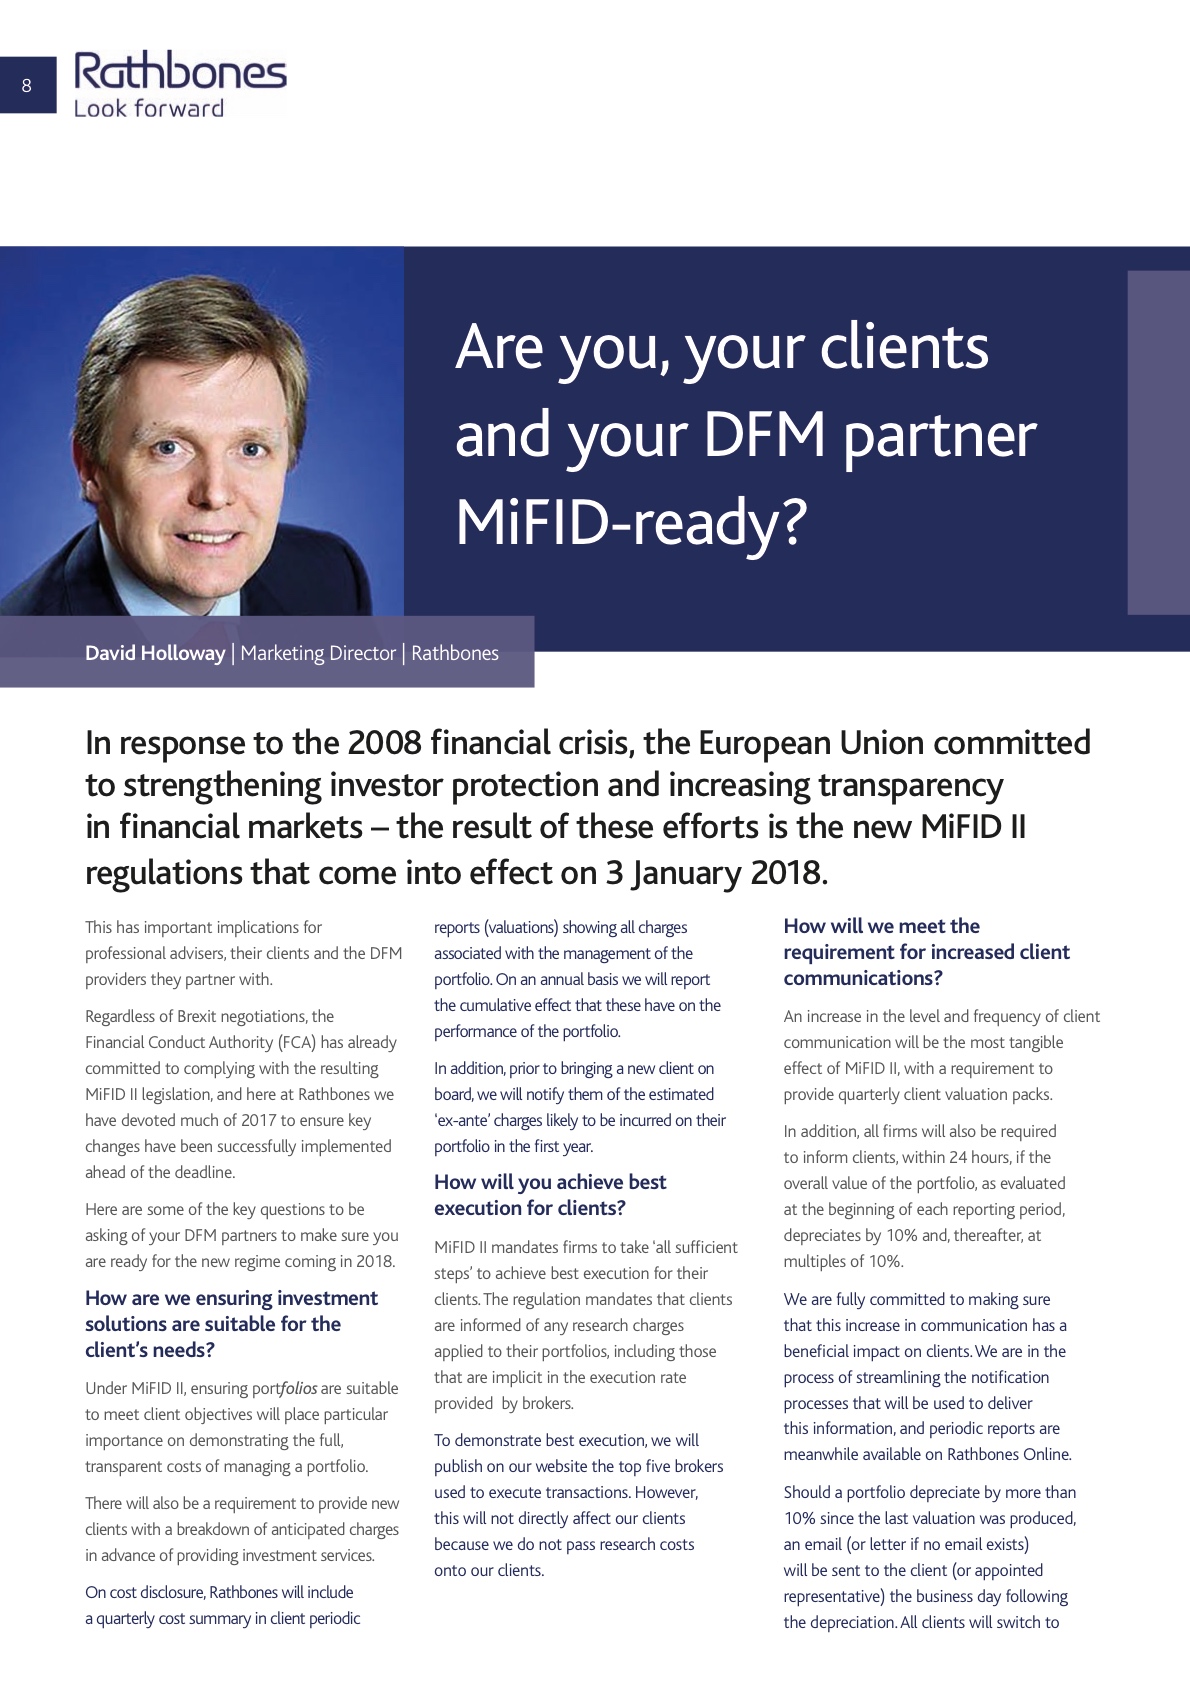 8
Rathbones
Look forward
Are you, your clients
and your DFM partner
MiFID-ready?
David Holloway | Marketing Director | Rathbones
In response to the 2008 financial crisis, the European Union committed
to strengthening investor protection and increasing transparency
in financial markets – the result of these efforts is the new MiFID II
regulations that come into effect on 3 January 2018.
This has important implications for
professional advisers, their clients and the DFM
providers they partner with.
Regardless of Brexit negotiations, the
Financial Conduct Authority (FCA) has already
committed to complying with the resulting
MiFID II legislation, and here at Rathbones we
have devoted much of 2017 to ensure key
changes have been successfully implemented
ahead of the deadline.
Here are some of the key questions to be
asking of your DFM partners to make sure you
are ready for the new regime coming in 2018.
How are we ensuring investment
solutions are suitable for the
client's needs?
Under MiFID II, ensuring portfolios are suitable
to meet client objectives will place particular
importance on demonstrating the full,
transparent costs of managing a portfolio.
There will also be a requirement to provide new
clients with a breakdown of anticipated charges
in advance of providing investment services.
On cost disclosure, Rathbones will include
a quarterly cost summary in client periodic
reports (valuations) showing all charges
associated with the management of the
portfolio. On an annual basis we will report
the cumulative effect that these have on the
performance of the portfolio.
In addition, prior to bringing a new client on
board, we will notify them of the estimated
'ex-ante' charges likely to be incurred on their
portfolio in the first year.
How will you achieve best
execution for clients?
MiFID II mandates firms to take 'all sufficient
steps' to achieve best execution for their
clients. The regulation mandates that clients
are informed of any research charges
applied to their portfolios, including those
that are implicit in the execution rate
provided by brokers.
To demonstrate best execution, we will
publish on our website the top five brokers
used to execute transactions. However,
this will not directly affect our clients
because we do not pass research costs
onto our clients.
How will we meet the
requirement for increased client
communications?
An increase in the level and frequency of client
communication will be the most tangible
effect of MiFID II, with a requirement to
provide quarterly client valuation packs.
In addition, all firms will also be required
to inform clients, within 24 hours, if the
overall value of the portfolio, as evaluated
at the beginning of each reporting period,
depreciates by 10% and, thereafter, at
multiples of 10%.
We are fully committed to making sure
that this increase in communication has a
beneficial impact on clients. We are in the
process of streamlining the notification
processes that will be used to deliver
this information, and periodic reports are
meanwhile available on Rathbones Online.
Should a portfolio depreciate by more than
10% since the last valuation was produced,
an email (or letter if no email exists)
will be sent to the client (or appointed
representative) the business day following
the depreciation. All clients will switch to